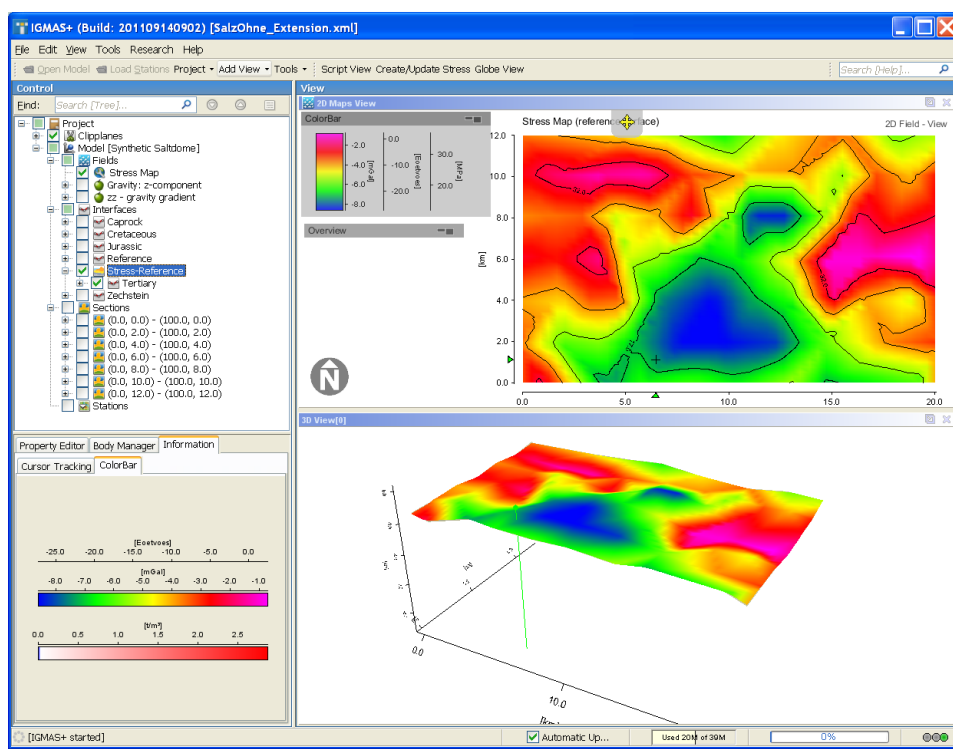 IGMAS+ (Build: 201109140902) [SalzOhne_Extension.xml]
File Edit View Tools Research Help
Open Model Load Stations Project Add View Tools Script View Create/Update Stress Globe View Search (Help)...
Control
Find: Search (Tree)...
Project
Clipplanes
Model [Synthetic Saltdome]
Fields
Stress Map
Gravity: z-component
zz - gravity gradient
Interfaces
Caprock
Cretaceous
Jurassic
Reference
Stress-Reference
Tertiary
Zechstein
Sections
(0.0, 0.0) - (100.0, 0.0)
(0.0, 2.0) - (100.0, 2.0)
(0.0, 4.0) - (100.0, 4.0)
(0.0, 6.0) - (100.0, 6.0)
(0.0, 8.0) - (100.0, 8.0)
(0.0, 10.0) - (100.0, 10.0)
(0.0, 12.0) - (100.0, 12.0)
Stations
Property Editor Body Manager Information
Cursor Tracking ColorBar
[Eoetvoes]
-25.0 -20.0 -15.0 -10.0 -5.0 0.0
[mGal]
-8.0 -7.0 -6.0 -5.0 -4.0 -3.0 -2.0 -1.0
[t/m³]
0.0 0.5 1.0 1.5 2.0 2.5
View
2D Maps View
ColorBar
-2.0
-4.0
-6.0
-8.0
[mGal]
0.0
-10.0
-20.0
[Eoetvoes]
30.0
20.0
[MPa]
Overview
N
Stress Map (reference
face)
2D Field - View
12.0
10.0
8.0
6.0
4.0
2.0
0.0
[km]
0.0 5.0 10.0 15.0 20.0
3D View[0]
0.0
10.0
[IGMAS+ started]
Automatic Up...
Used 20M of 39M
0%